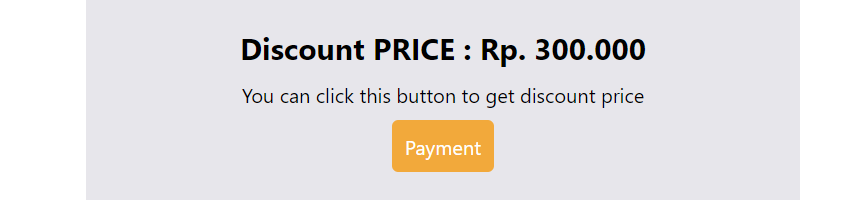 Discount PRICE : Rp. 300.000
You can click this button to get discount price
Payment